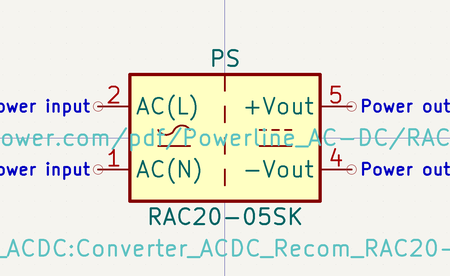 PS
ower input 2 AC(L) +Vout 5 Power out
ower.com/pdf/Powerline_AC-DC/RAC
ower input 1 AC(N) -Vout 4 Power out
RAC20-05SK
_ACDC:Converter_ACDC_Recom_RAC20-